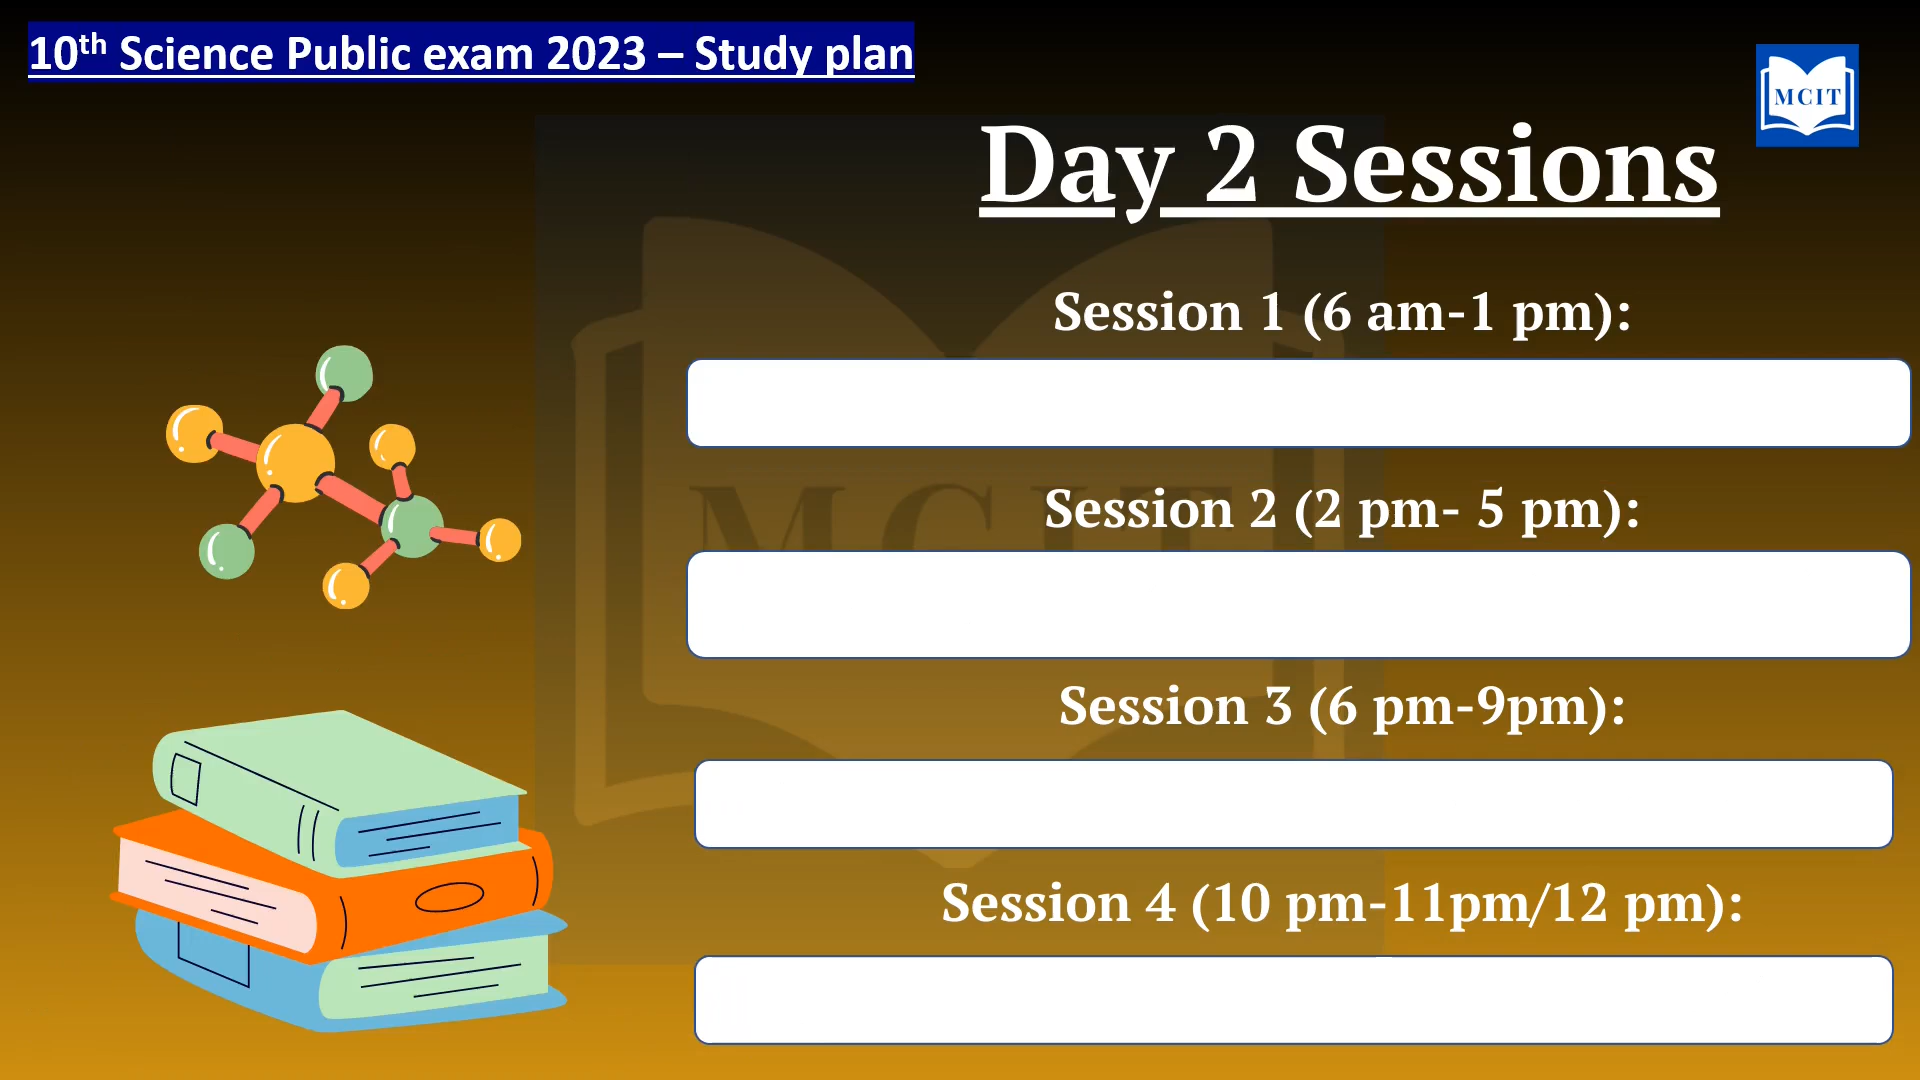 10th Science Public exam 2023 – Study plan
MCIT
Day 2 Sessions
Session 1 (6 am-1 pm):
Session 2 (2 pm- 5 pm):
MCIT
Session 3 (6 pm-9pm):
Session 4 (10 pm-11pm/12 pm):